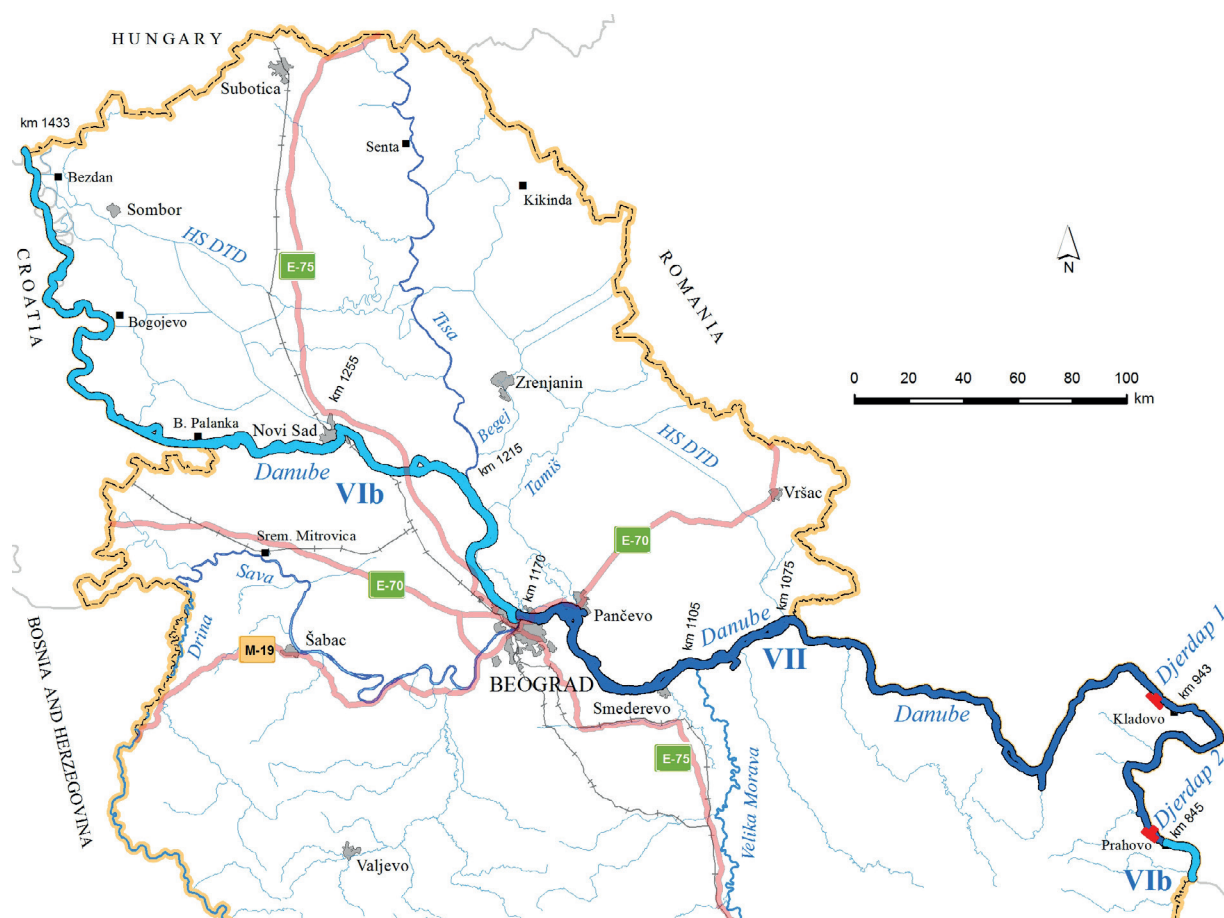 HUNGARY
Subotica
km 1433
Senta
Bezdan
Kikinda
Sombor
HS DTD
CROATIA
E-75
ROMANIA
N
Bogojevo
Tisa
km 1255
Zrenjanin
0 20 40 60 80 100
km
B. Palanka
Novi Sad
Begej
km 1215
HS DTD
Danube
VIb
Tamiš
Vršac
Srem. Mitrovica
E-70
Sava
E-70
km 1170
km 1075
Pančevo
km 1105
Danube
VII
BOSNIA AND HERZEGOVINA
Drina
M-19
Šabac
BEOGRAD
Smederevo
Danube
Djerdap 1
km 943
Kladovo
E-75
Velika Morava
Djerdap 2
km 845
Prahovo
Valjevo
VIb